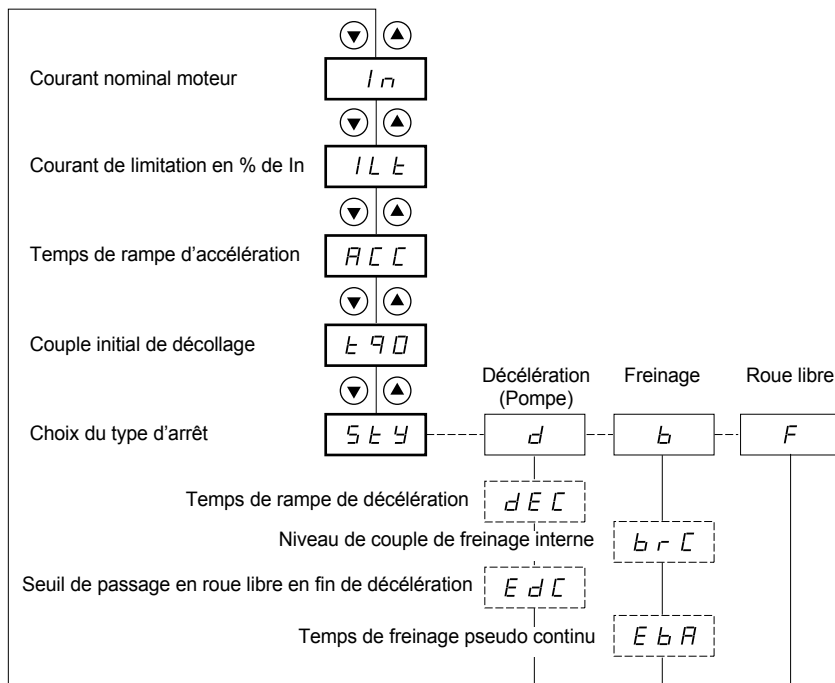 Courant nominal moteur
In
Courant de limitation en % de In
ILt
Temps de rampe d’accélération
ACC
Couple initial de décollage
tq0
Décélération
(Pompe)
Freinage
Roue libre
Choix du type d’arrêt
StY
d
b
F
Temps de rampe de décélération
dEC
Niveau de couple de freinage interne
brC
Seuil de passage en roue libre en fin de décélération
EdC
Temps de freinage pseudo continu
EbA